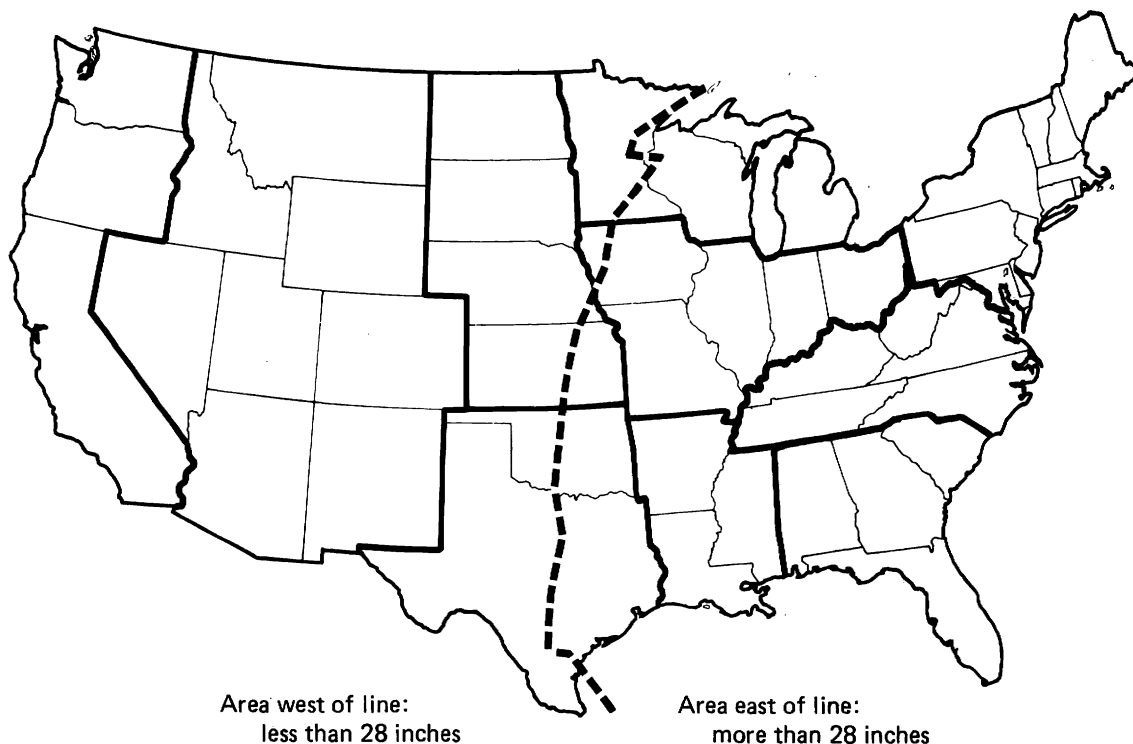 Area west of line:
less than 28 inches
Area east of line:
more than 28 inches